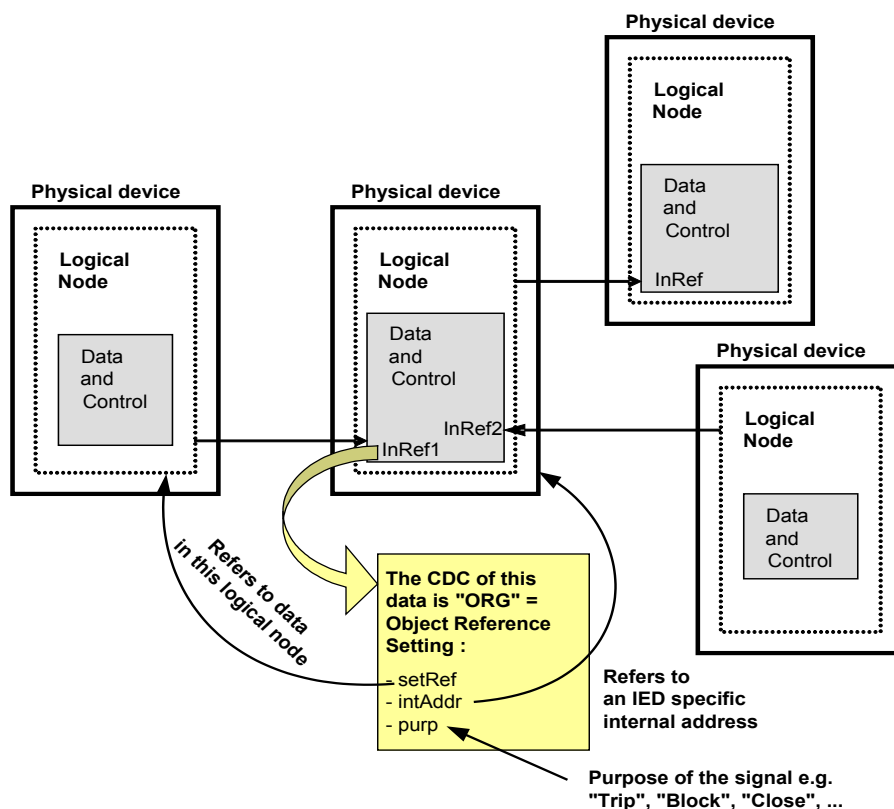 Physical device
Logical
Node
Data
and
Control
InRef
Physical device
Logical
Node
Data
and
Control
Physical device
Logical
Node
Data
and
Control
InRef2
InRef1
Physical device
Logical
Node
Data
and
Control
Refers to data
in this logical node
The CDC of this
data is "ORG" =
Object Reference
Setting :
- setRef
- intAddr
- purp
Refers to
an IED specific
internal address
Purpose of the signal e.g.
"Trip", "Block", "Close", ...